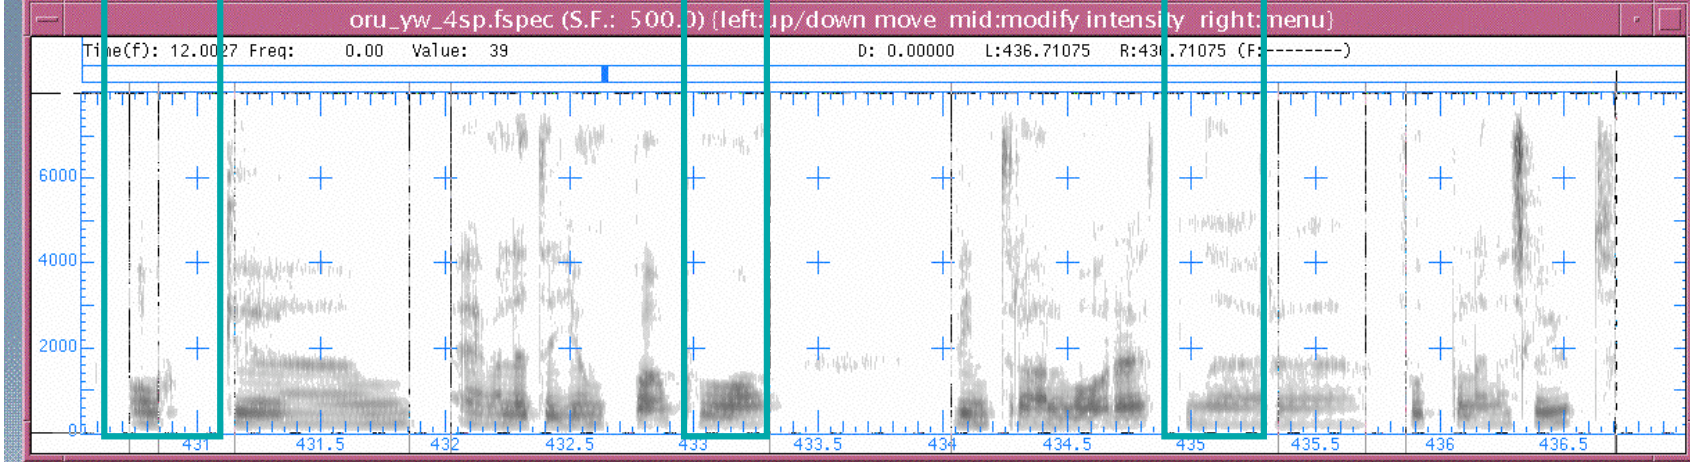 oru_yw_4sp.fspec (S.F.: 500.0) {left:up/down move mid:modify intensity right:menu}
Time(f): 12.0027 Freq: 0.00 Value: 39 D: 0.00000 L:436.71075 R:436.71075 (F:--------)
6000
4000
2000
0
431 431.5 432 432.5 433 433.5 434 434.5 435 435.5 436 436.5